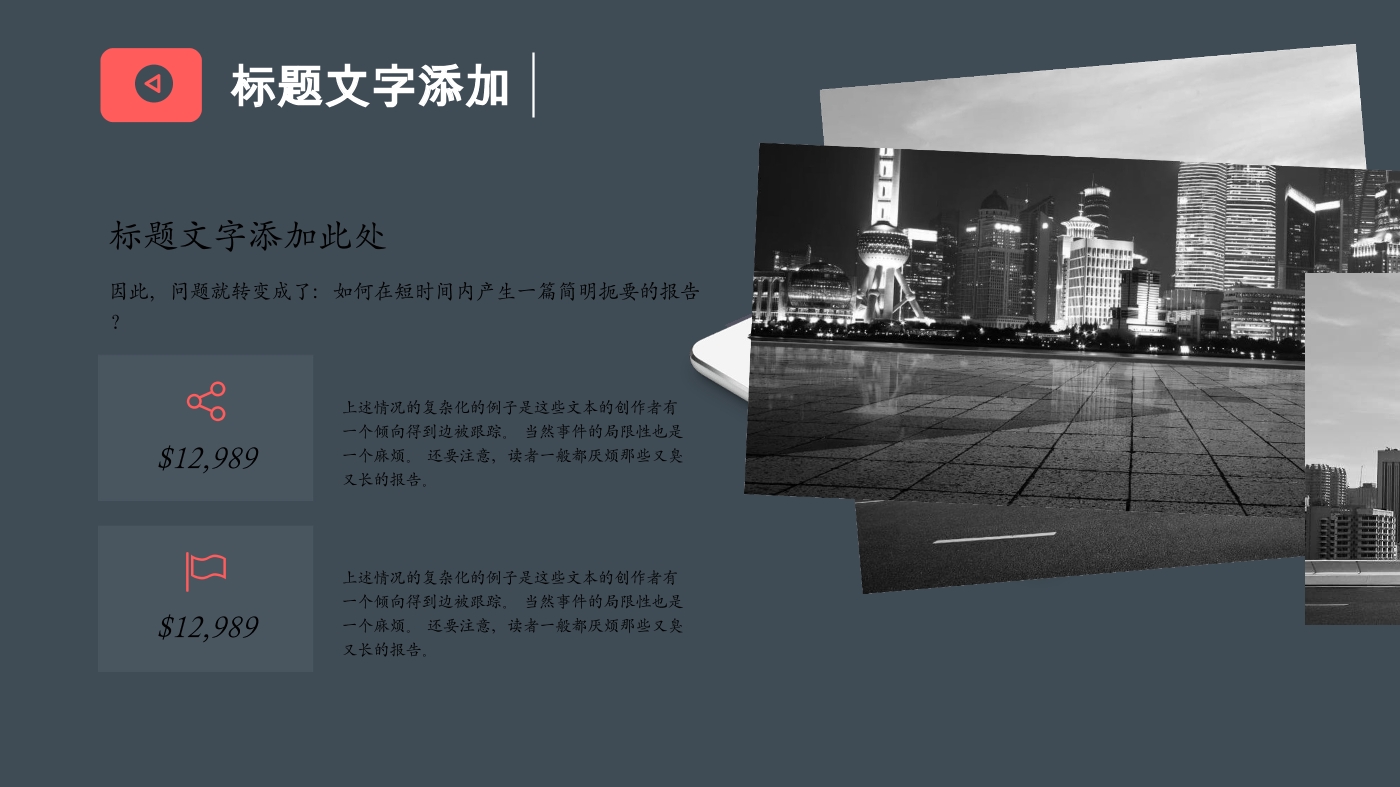 标题文字添加
标题文字添加此处
因此，问题就转变成了：如何在短时间内产生一篇简明扼要的报告
？
$12,989
上述情况的复杂化的例子是这些文本的创作者有
一个倾向得到边被跟踪。 当然事件的局限性也是
一个麻烦。 还要注意，读者一般都厌烦那些又臭
又长的报告。
$12,989
上述情况的复杂化的例子是这些文本的创作者有
一个倾向得到边被跟踪。 当然事件的局限性也是
一个麻烦。 还要注意，读者一般都厌烦那些又臭
又长的报告。